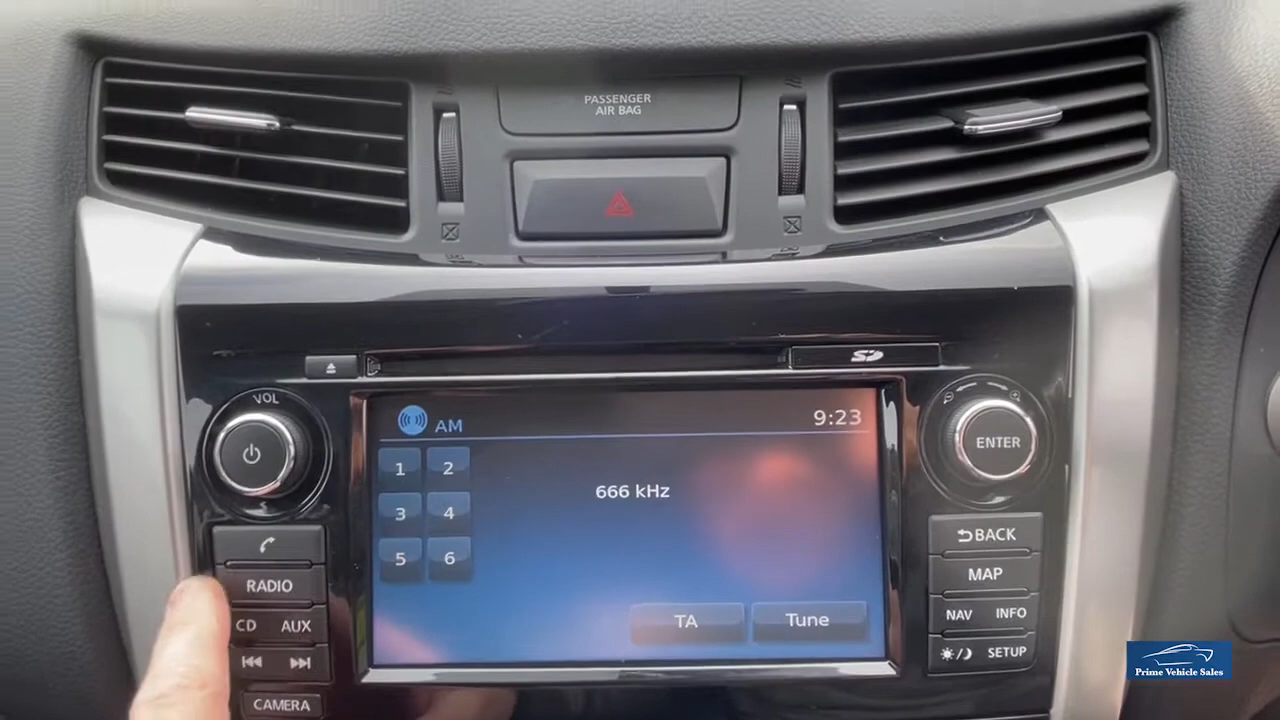 PASSENGER
AIR BAG
SD
VOL
AM
9:23
1 2
3 4
5 6
666 kHz
TA
Tune
ENTER
RADIO
CD AUX
CAMERA
BACK
MAP
NAV INFO
SETUP
Prime Vehicle Sales